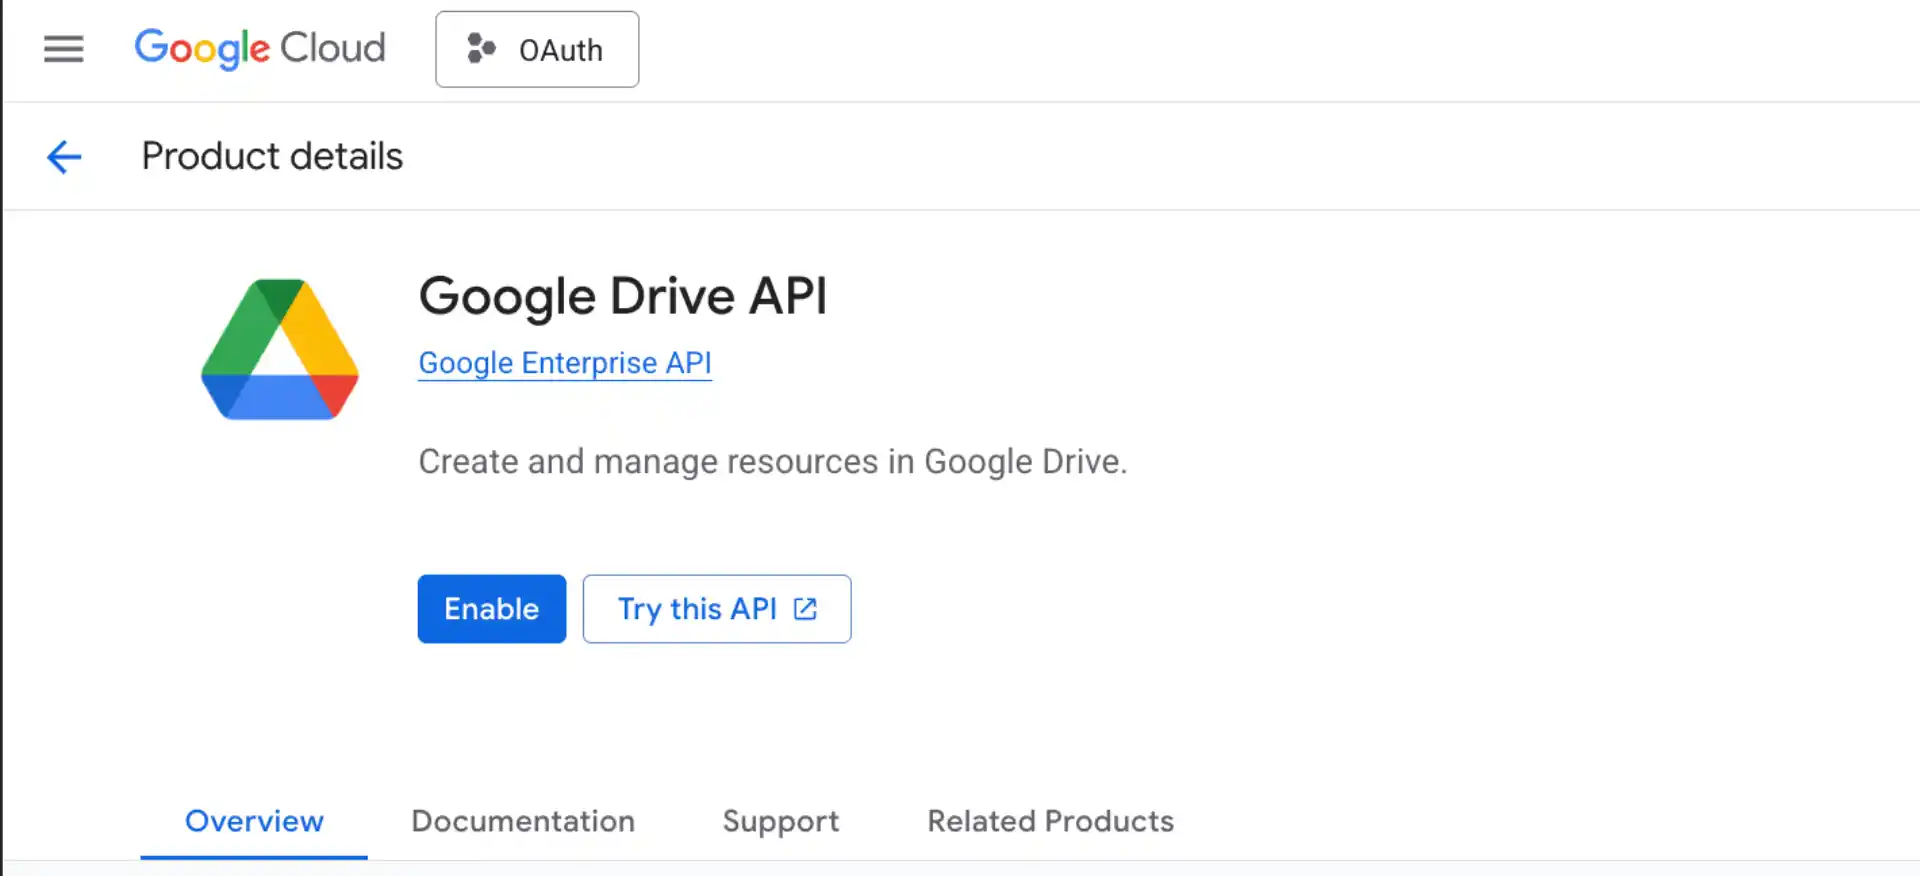 Google Cloud
OAuth
Product details
Google Drive API
Google Enterprise API
Create and manage resources in Google Drive.
Enable
Try this API
Overview
Documentation
Support
Related Products